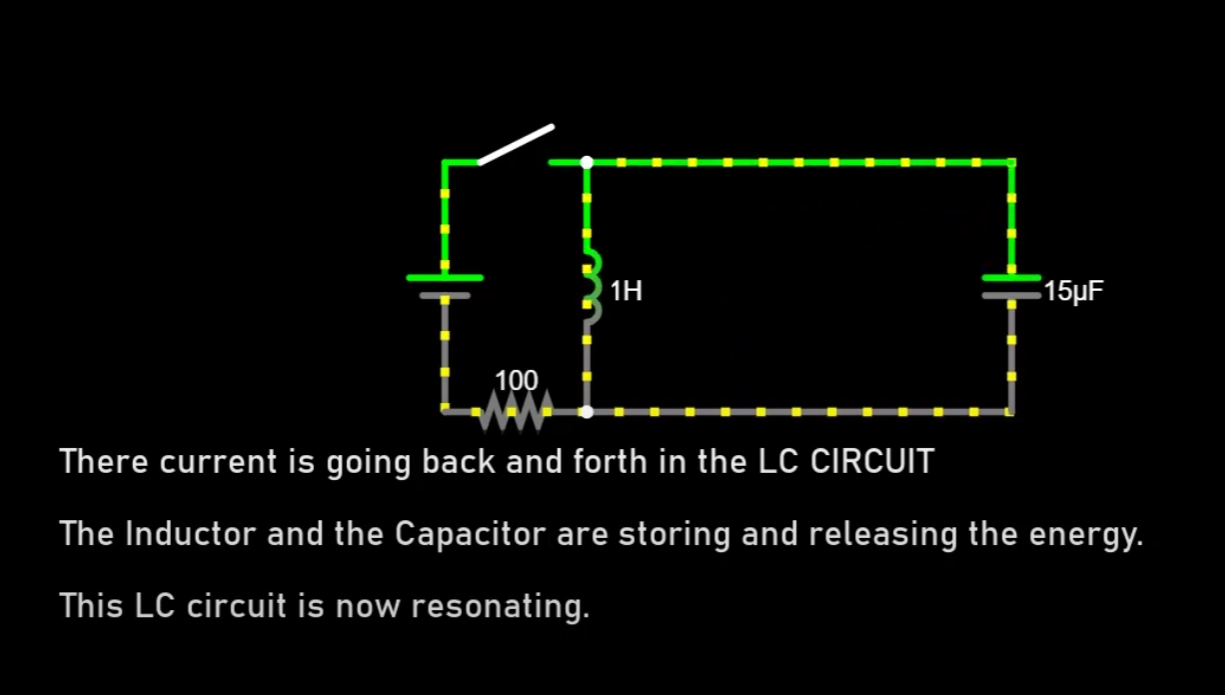 1H
15µF
100
There current is going back and forth in the LC CIRCUIT
The Inductor and the Capacitor are storing and releasing the energy.
This LC circuit is now resonating.